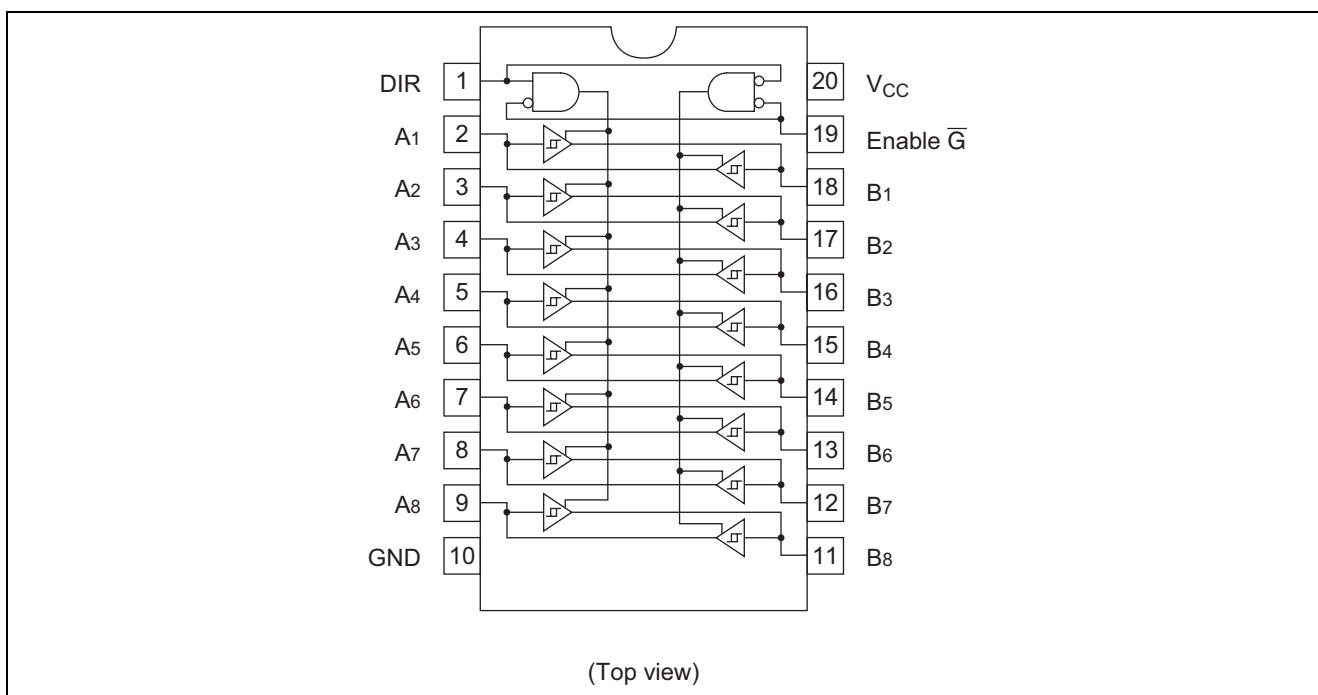 DIR 1 20 VCC
A1 2 19 Enable G̅
A2 3 18 B1
A3 4 17 B2
A4 5 16 B3
A5 6 15 B4
A6 7 14 B5
A7 8 13 B6
A8 9 12 B7
GND 10 11 B8
(Top view)